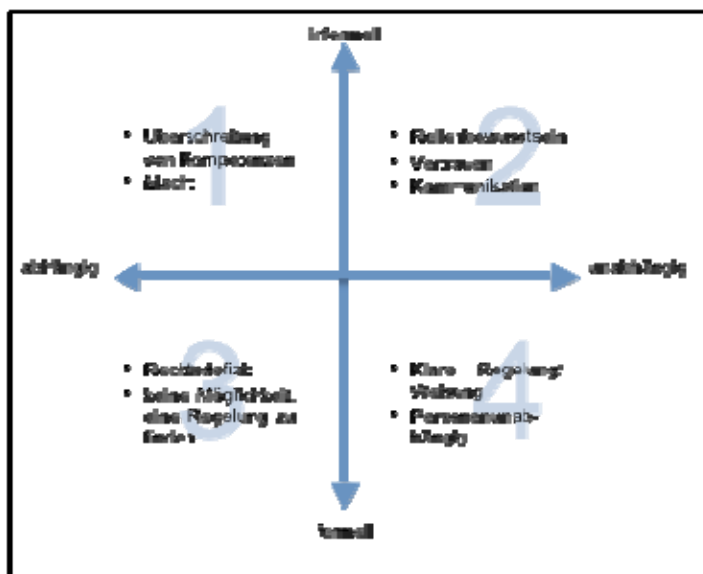 informell
1
• Überschreitung
von Kompetenzen
• Macht
2
• Rollenbewusstsein
• Vertrauen
• Kommunikation
abhängig
unabhängig
3
• Rechtsdefizit
• keine Möglichkeit,
eine Regelung zu
finden
4
• Klare Regelung/
Weisung
• Personenunab-
hängig
formell